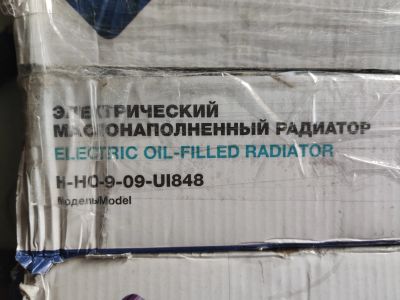 ЭЛЕКТРИЧЕСКИЙ
МАСЛОНАПОЛНЕННЫЙ РАДИАТОР
ELECTRIC OIL-FILLED RADIATOR
H-HO-9-09-UI848
Модель/Model